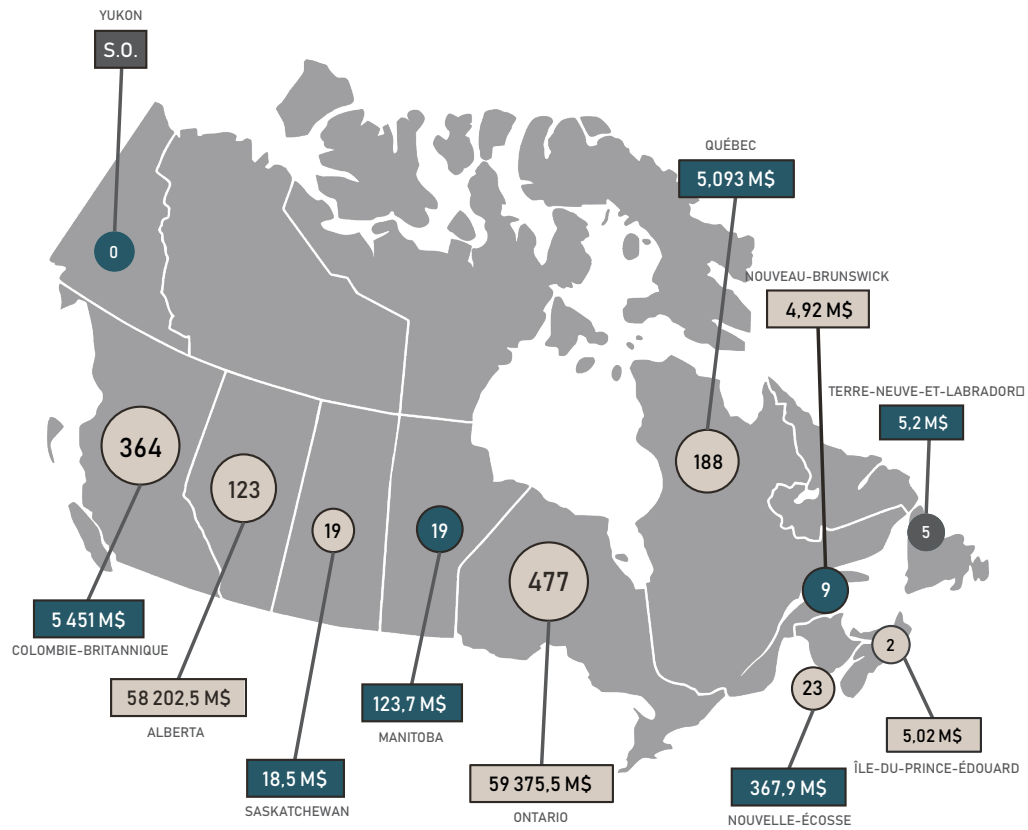 YUKON
S.O.
0
QUÉBEC
5,093 M$
188
NOUVEAU-BRUNSWICK
4,92 M$
9
TERRE-NEUVE-ET-LABRADOR
5,2 M$
5
364
5 451 M$
COLOMBIE-BRITANNIQUE
123
58 202,5 M$
ALBERTA
19
18,5 M$
SASKATCHEWAN
19
123,7 M$
MANITOBA
477
59 375,5 M$
ONTARIO
23
367,9 M$
NOUVELLE-ÉCOSSE
2
5,02 M$
ÎLE-DU-PRINCE-ÉDOUARD